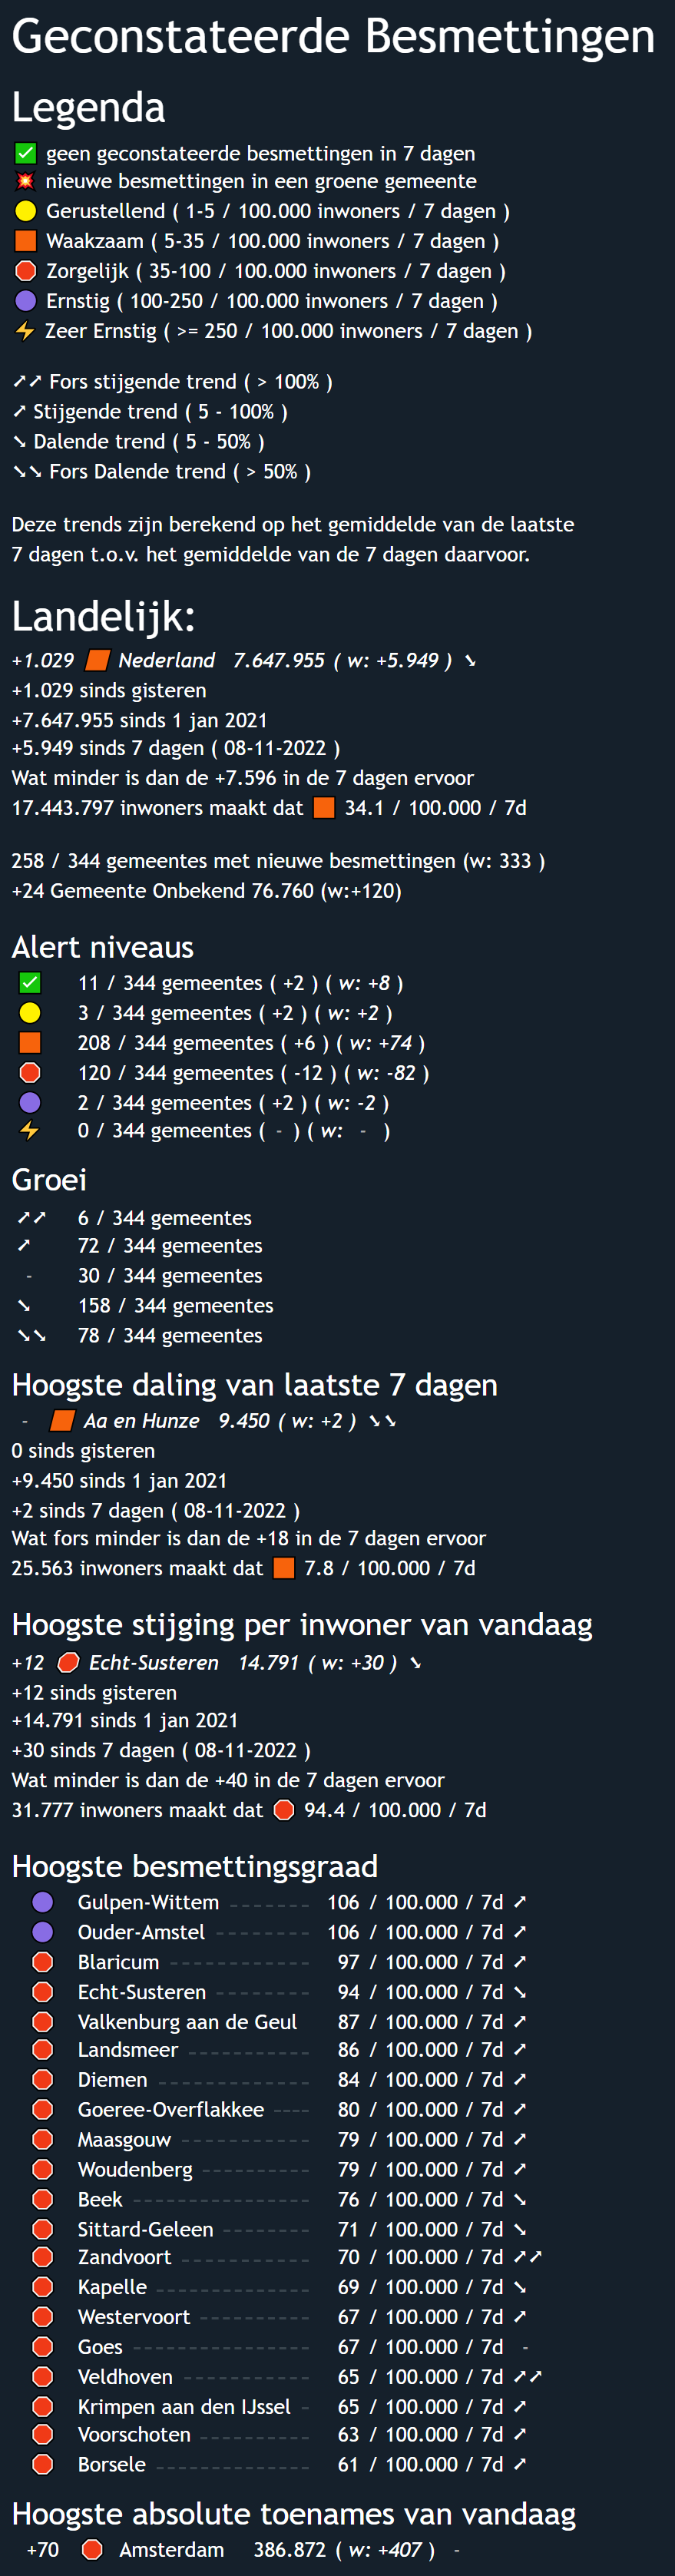 Geconstateerde Besmettingen
Legenda
✅ geen geconstateerde besmettingen in 7 dagen
💥 nieuwe besmettingen in een groene gemeente
🟡 Gerustellend ( 1-5 / 100.000 inwoners / 7 dagen )
🟧 Waakzaam ( 5-35 / 100.000 inwoners / 7 dagen )
🛑 Zorgelijk ( 35-100 / 100.000 inwoners / 7 dagen )
🟣 Ernstig ( 100-250 / 100.000 inwoners / 7 dagen )
⚡ Zeer Ernstig ( >= 250 / 100.000 inwoners / 7 dagen )
➚➚ Fors stijgende trend ( > 100% )
➚ Stijgende trend ( 5 - 100% )
➘ Dalende trend ( 5 - 50% )
➘➘ Fors Dalende trend ( > 50% )
Deze trends zijn berekend op het gemiddelde van de laatste
7 dagen t.o.v. het gemiddelde van de 7 dagen daarvoor.
Landelijk:
+1.029 🟧 Nederland 7.647.955 ( w: +5.949 ) ➘
+1.029 sinds gisteren
+7.647.955 sinds 1 jan 2021
+5.949 sinds 7 dagen ( 08-11-2022 )
Wat minder is dan de +7.596 in de 7 dagen ervoor
17.443.797 inwoners maakt dat 🟧 34.1 / 100.000 / 7d
258 / 344 gemeentes met nieuwe besmettingen (w: 333 )
+24 Gemeente Onbekend 76.760 (w:+120)
Alert niveaus
✅ 11 / 344 gemeentes ( +2 ) ( w: +8 )
🟡 3 / 344 gemeentes ( +2 ) ( w: +2 )
🟧 208 / 344 gemeentes ( +6 ) ( w: +74 )
🛑 120 / 344 gemeentes ( -12 ) ( w: -82 )
🟣 2 / 344 gemeentes ( +2 ) ( w: -2 )
⚡ 0 / 344 gemeentes ( - ) ( w: - )
Groei
➚➚ 6 / 344 gemeentes
➚ 72 / 344 gemeentes
- 30 / 344 gemeentes
➘ 158 / 344 gemeentes
➘➘ 78 / 344 gemeentes
Hoogste daling van laatste 7 dagen
- 🟧 Aa en Hunze 9.450 ( w: +2 ) ➘➘
0 sinds gisteren
+9.450 sinds 1 jan 2021
+2 sinds 7 dagen ( 08-11-2022 )
Wat fors minder is dan de +18 in de 7 dagen ervoor
25.563 inwoners maakt dat 🟧 7.8 / 100.000 / 7d
Hoogste stijging per inwoner van vandaag
+12 🛑 Echt-Susteren 14.791 ( w: +30 ) ➘
+12 sinds gisteren
+14.791 sinds 1 jan 2021
+30 sinds 7 dagen ( 08-11-2022 )
Wat minder is dan de +40 in de 7 dagen ervoor
31.777 inwoners maakt dat 🛑 94.4 / 100.000 / 7d
Hoogste besmettingsgraad
🟣 Gulpen-Wittem 106 / 100.000 / 7d ➚
🟣 Ouder-Amstel 106 / 100.000 / 7d ➚
🛑 Blaricum 97 / 100.000 / 7d ➚
🛑 Echt-Susteren 94 / 100.000 / 7d ➘
🛑 Valkenburg aan de Geul 87 / 100.000 / 7d ➚
🛑 Landsmeer 86 / 100.000 / 7d ➚
🛑 Diemen 84 / 100.000 / 7d ➚
🛑 Goeree-Overflakkee 80 / 100.000 / 7d ➚
🛑 Maasgouw 79 / 100.000 / 7d ➚
🛑 Woudenberg 79 / 100.000 / 7d ➚
🛑 Beek 76 / 100.000 / 7d ➘
🛑 Sittard-Geleen 71 / 100.000 / 7d ➘
🛑 Zandvoort 70 / 100.000 / 7d ➚➚
🛑 Kapelle 69 / 100.000 / 7d ➘
🛑 Westervoort 67 / 100.000 / 7d ➚
🛑 Goes 67 / 100.000 / 7d -
🛑 Veldhoven 65 / 100.000 / 7d ➚➚
🛑 Krimpen aan den IJssel 65 / 100.000 / 7d ➚
🛑 Voorschoten 63 / 100.000 / 7d ➚
🛑 Borsele 61 / 100.000 / 7d ➚
Hoogste absolute toenames van vandaag
+70 🛑 Amsterdam 386.872 ( w: +407 ) -